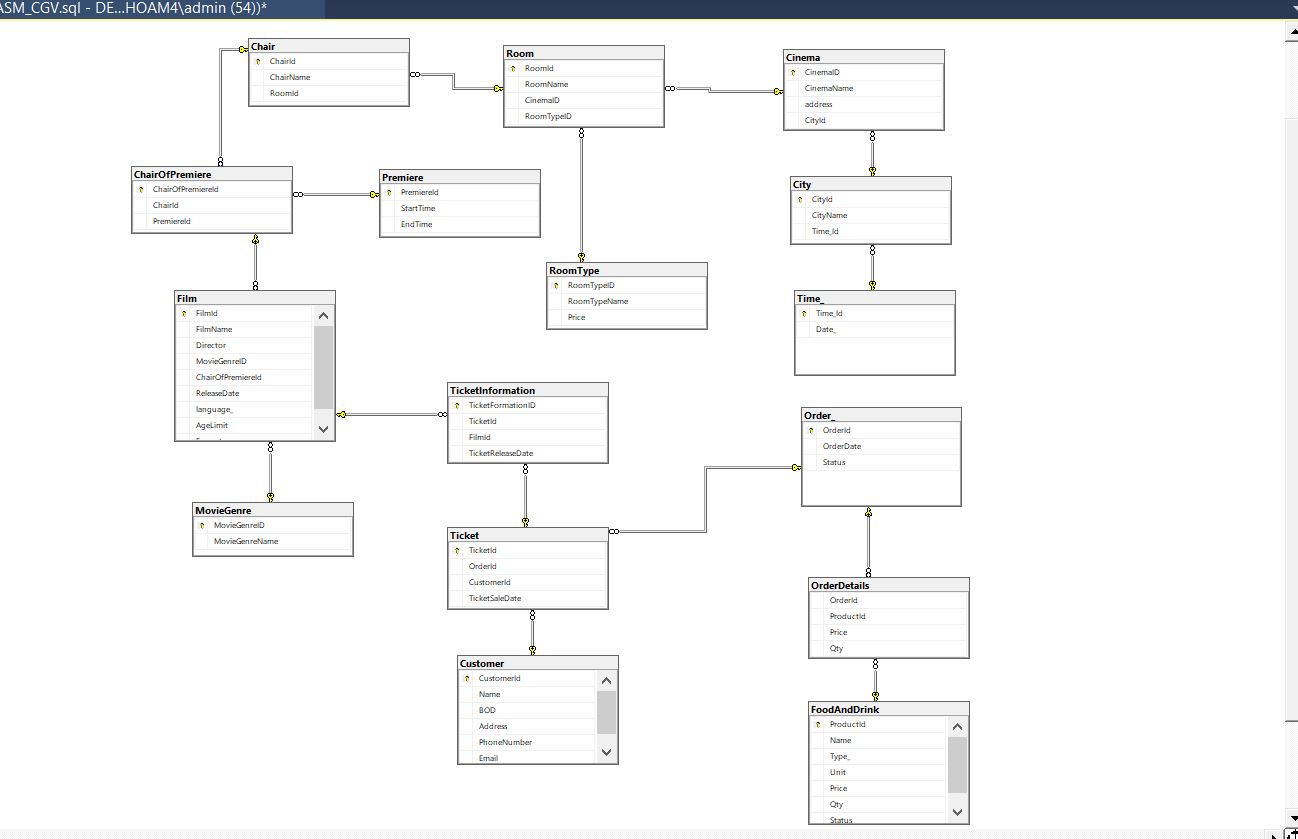 ASM_CGV.sql - DE...HOAM4\admin (54))*
Chair
ChairId
ChairName
RoomId
Room
RoomId
RoomName
CinemaID
RoomTypeID
Cinema
CinemaID
CinemaName
address
CityId
ChairOfPremiere
ChairOfPremiereId
ChairId
PremiereId
Premiere
PremiereId
StartTime
EndTime
City
CityId
CityName
Time_Id
RoomType
RoomTypeID
RoomTypeName
Price
Time_
Time_Id
Date_
Film
FilmId
FilmName
Director
MovieGenreID
ChairOfPremiereId
ReleaseDate
language_
AgeLimit
TicketInformation
TicketFormationID
TicketId
FilmId
TicketReleaseDate
Order_
OrderId
OrderDate
Status
MovieGenre
MovieGenreID
MovieGenreName
Ticket
TicketId
OrderId
CustomerId
TicketSaleDate
OrderDetails
OrderId
ProductId
Price
Qty
Customer
CustomerId
Name
BOD
Address
PhoneNumber
Email
FoodAndDrink
ProductId
Name
Type_
Unit
Price
Qty
Status